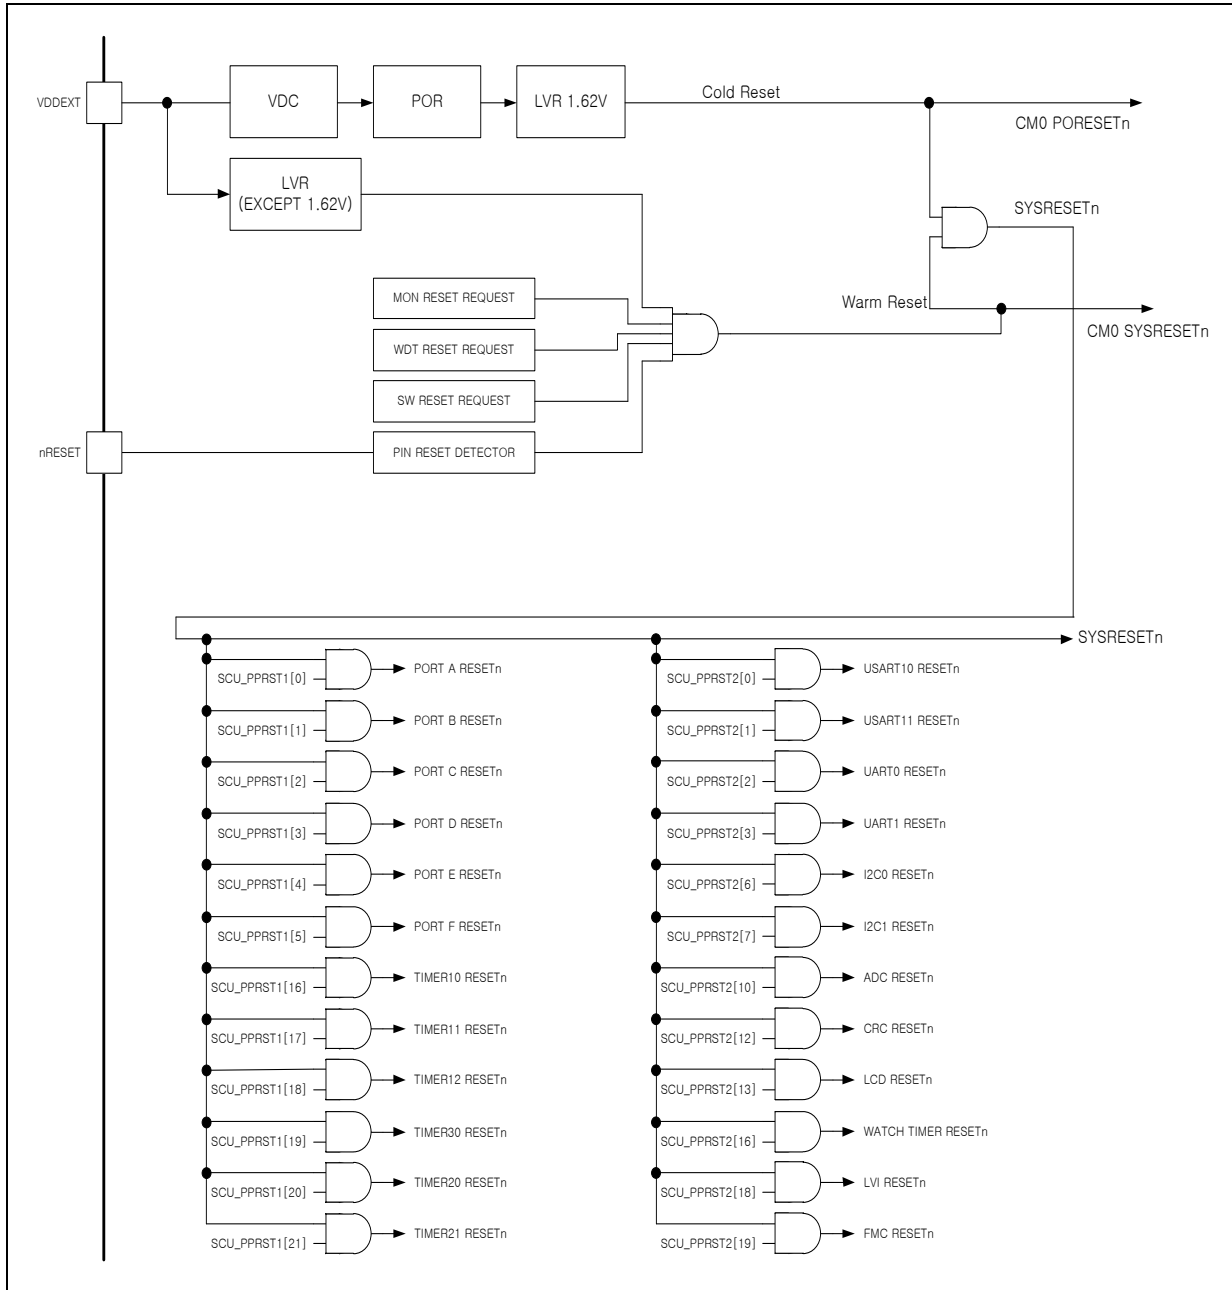 VDDEXT
VDC
POR
LVR 1.62V
Cold Reset
CM0 PORESETn
LVR
(EXCEPT 1.62V)
SYSRESETn
MON RESET REQUEST
Warm Reset
CM0 SYSRESETn
WDT RESET REQUEST
SW RESET REQUEST
nRESET
PIN RESET DETECTOR
SYSRESETn
SCU_PPRST1[0]
PORT A RESETn
SCU_PPRST1[1]
PORT B RESETn
SCU_PPRST1[2]
PORT C RESETn
SCU_PPRST1[3]
PORT D RESETn
SCU_PPRST1[4]
PORT E RESETn
SCU_PPRST1[5]
PORT F RESETn
SCU_PPRST1[16]
TIMER10 RESETn
SCU_PPRST1[17]
TIMER11 RESETn
SCU_PPRST1[18]
TIMER12 RESETn
SCU_PPRST1[19]
TIMER30 RESETn
SCU_PPRST1[20]
TIMER20 RESETn
SCU_PPRST1[21]
TIMER21 RESETn
SCU_PPRST2[0]
USART10 RESETn
SCU_PPRST2[1]
USART11 RESETn
SCU_PPRST2[2]
UART0 RESETn
SCU_PPRST2[3]
UART1 RESETn
SCU_PPRST2[6]
I2C0 RESETn
SCU_PPRST2[7]
I2C1 RESETn
SCU_PPRST2[10]
ADC RESETn
SCU_PPRST2[12]
CRC RESETn
SCU_PPRST2[13]
LCD RESETn
SCU_PPRST2[16]
WATCH TIMER RESETn
SCU_PPRST2[18]
LVI RESETn
SCU_PPRST2[19]
FMC RESETn